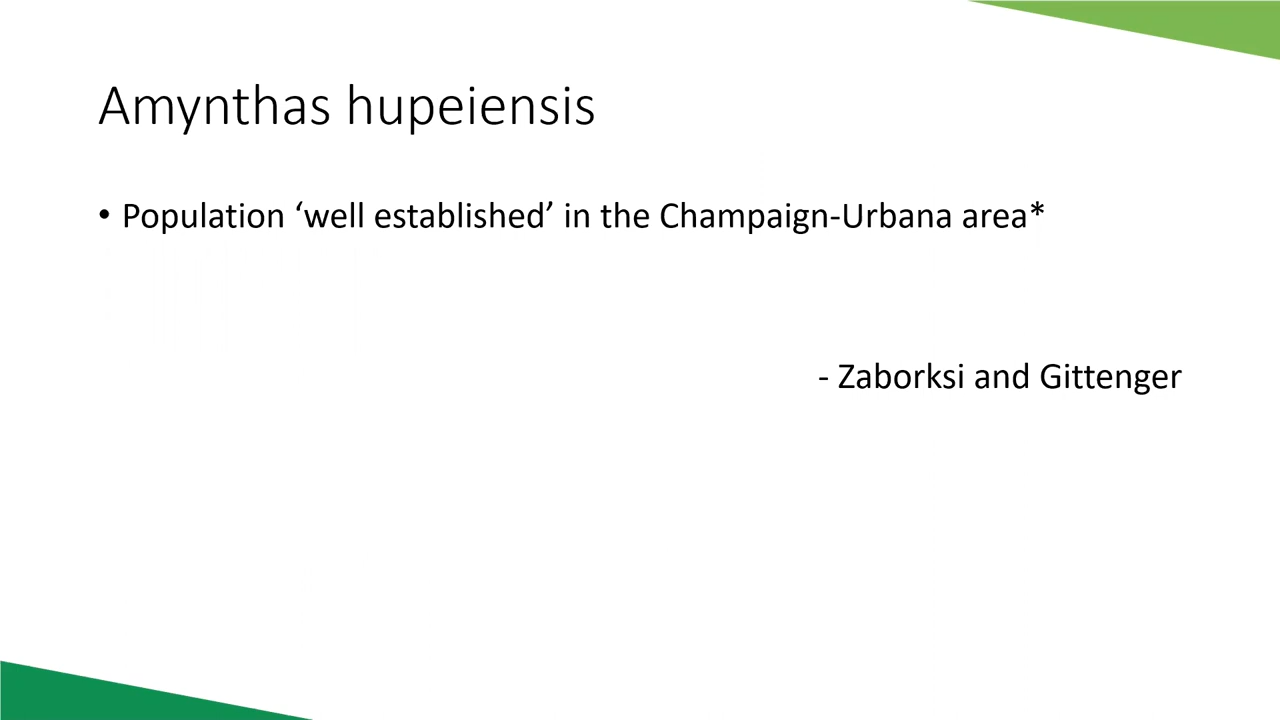 Amynthas hupeiensis
• Population ‘well established’ in the Champaign-Urbana area*
- Zaborksi and Gittenger